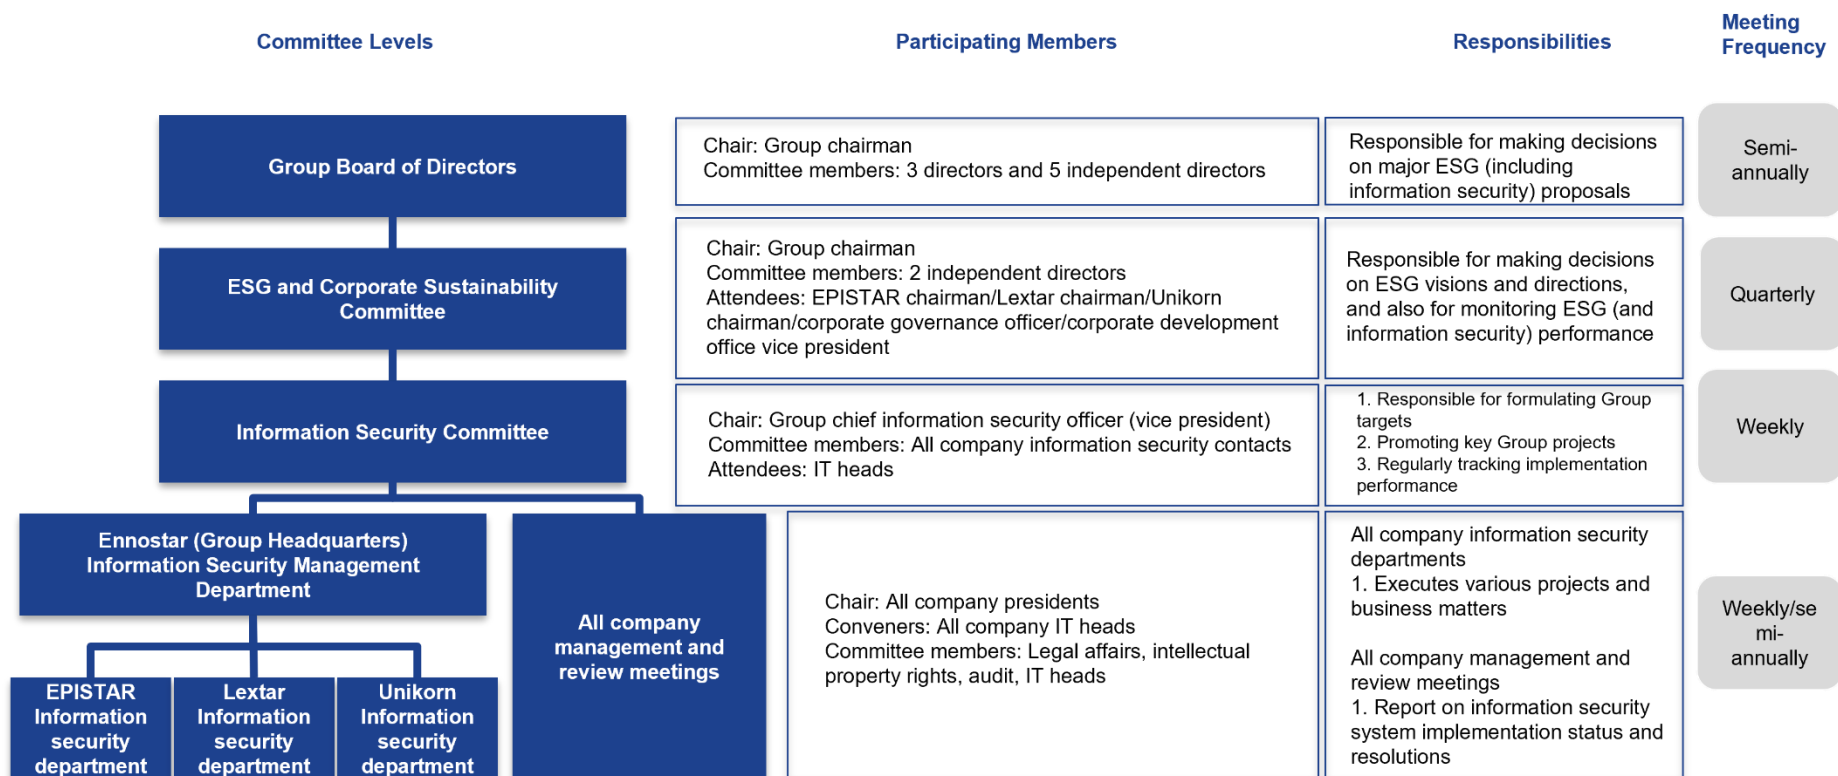 Committee Levels
Participating Members
Responsibilities
Meeting
Frequency
Group Board of Directors
Chair: Group chairman
Committee members: 3 directors and 5 independent directors
Responsible for making decisions
on major ESG (including
information security) proposals
Semi-
annually
ESG and Corporate Sustainability
Committee
Chair: Group chairman
Committee members: 2 independent directors
Attendees: EPISTAR chairman/Lextar chairman/Unikorn
chairman/corporate governance officer/corporate development
office vice president
Responsible for making decisions
on ESG visions and directions,
and also for monitoring ESG (and
information security) performance
Quarterly
Information Security Committee
Chair: Group chief information security officer (vice president)
Committee members: All company information security contacts
Attendees: IT heads
1. Responsible for formulating Group
targets
2. Promoting key Group projects
3. Regularly tracking implementation
performance
Weekly
Ennostar (Group Headquarters)
Information Security Management
Department
EPISTAR
Information
security
department
Lextar
Information
security
department
Unikorn
Information
security
department
All company
management and
review meetings
Chair: All company presidents
Conveners: All company IT heads
Committee members: Legal affairs, intellectual
property rights, audit, IT heads
All company information security
departments
1. Executes various projects and
business matters
All company management and
review meetings
1. Report on information security
system implementation status and
resolutions
Weekly/se
mi-
annually